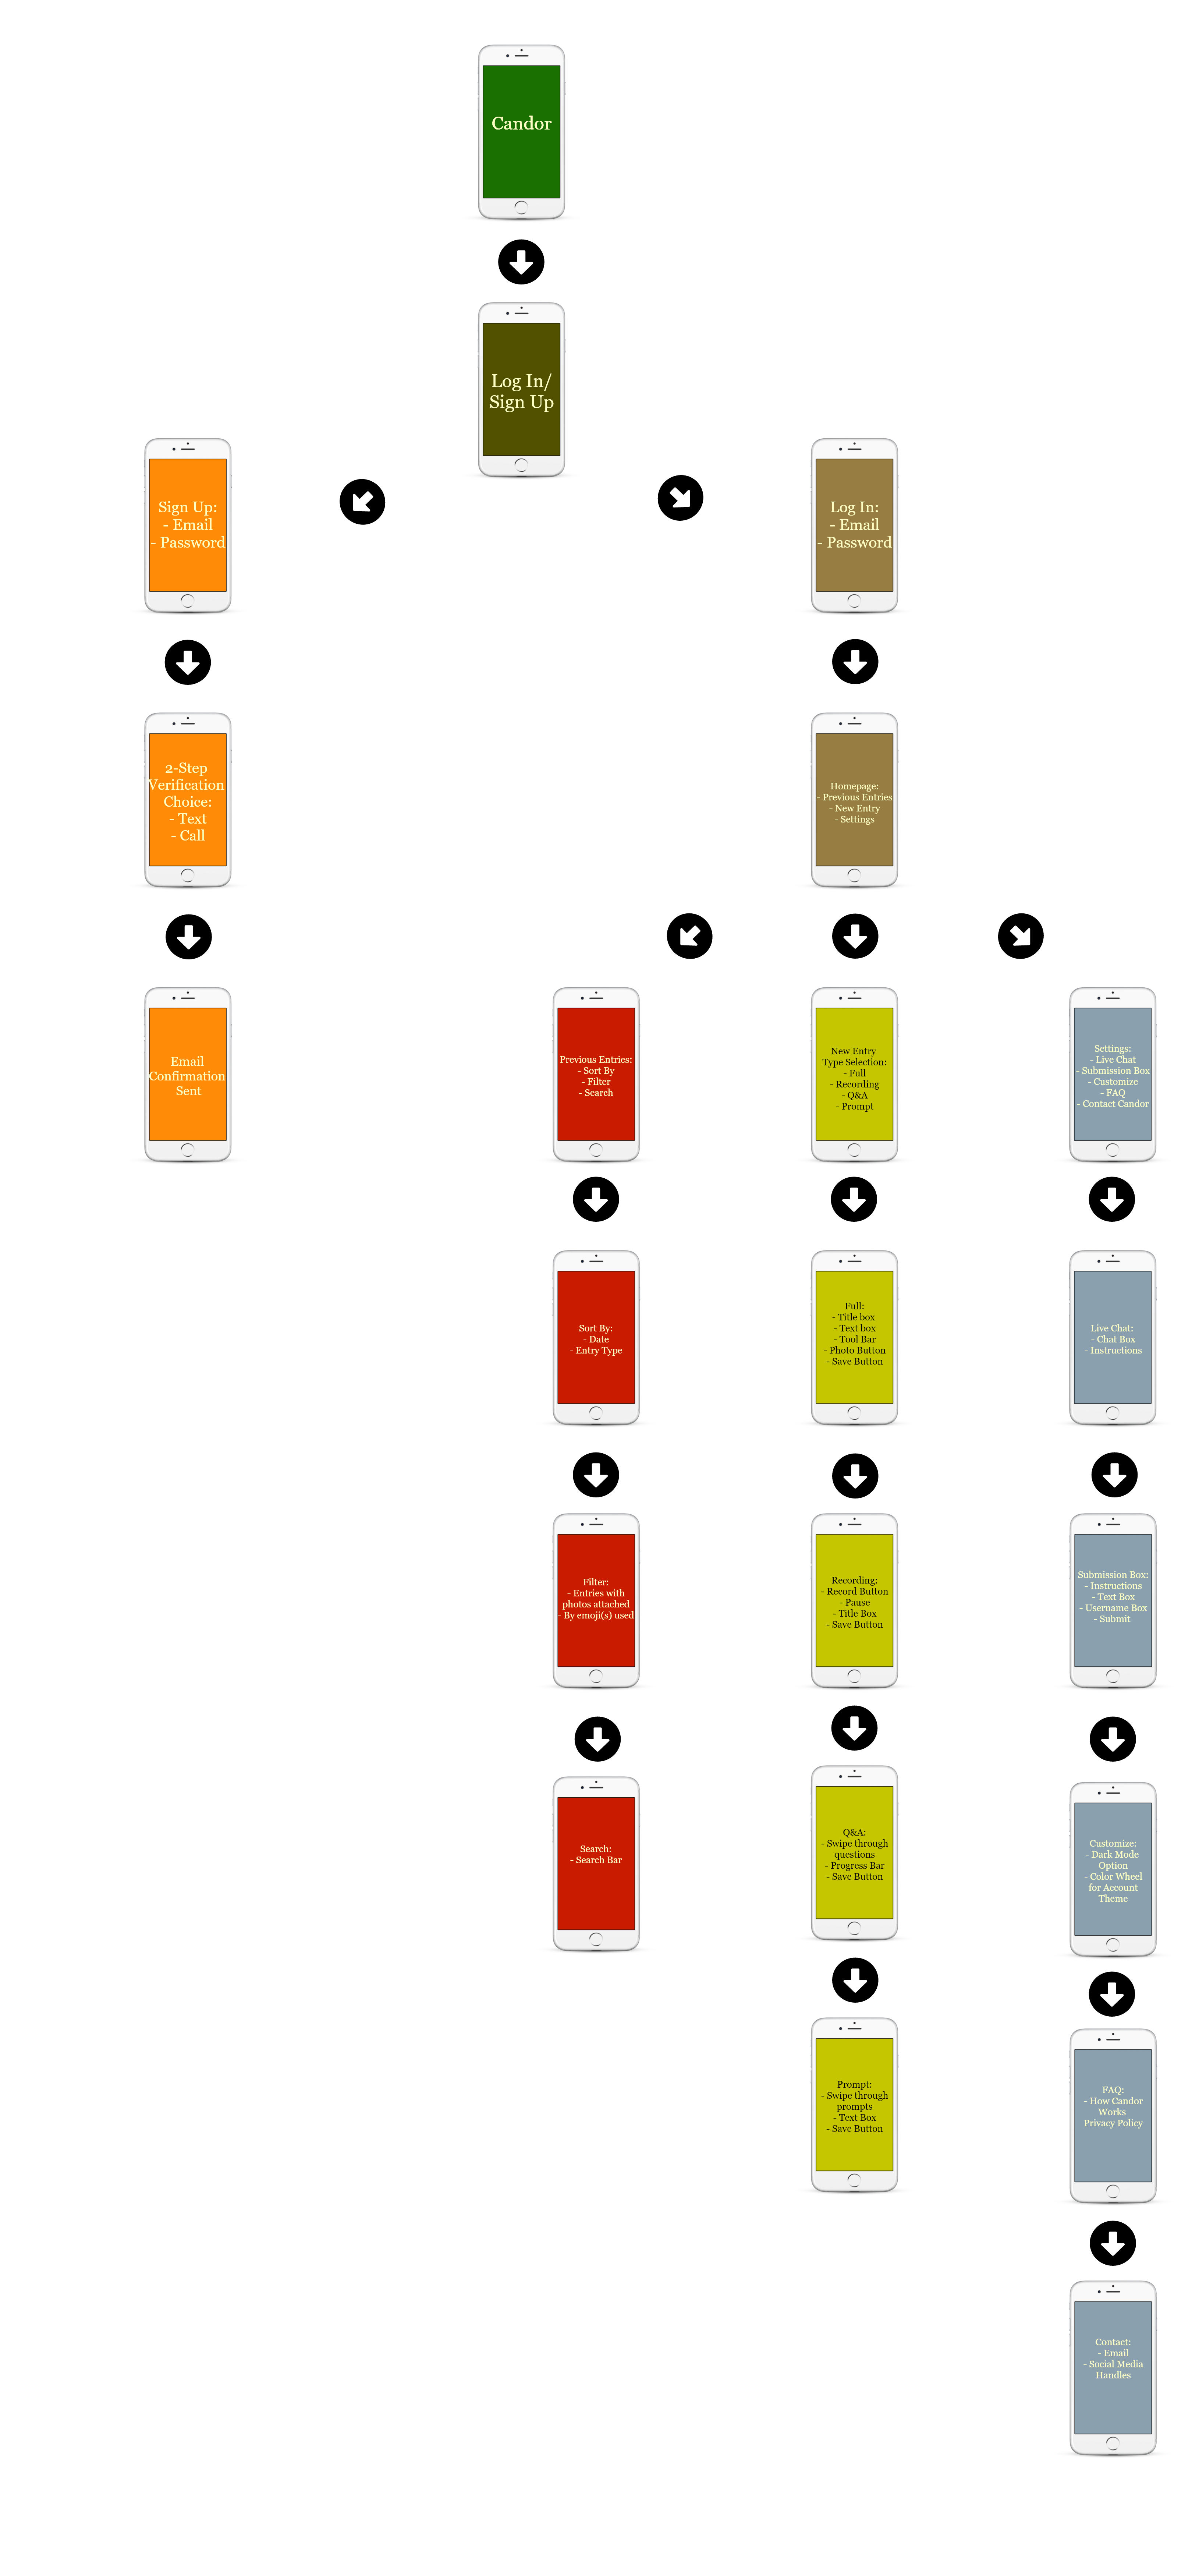 Candor
Log In/
Sign Up
Sign Up:
- Email
- Password
Log In:
- Email
- Password
2-Step
Verification
Choice:
- Text
- Call
Homepage:
- Previous Entries
- New Entry
- Settings
Email
Confirmation
Sent
Previous Entries:
- Sort By
- Filter
- Search
New Entry
Type Selection:
- Full
- Recording
- Q&A
- Prompt
Settings:
- Live Chat
- Submission Box
- Customize
- FAQ
- Contact Candor
Sort By:
- Date
- Entry Type
Full:
- Title box
- Text box
- Tool Bar
- Photo Button
- Save Button
Live Chat:
- Chat Box
- Instructions
Filter:
- Entries with
photos attached
- By emoji(s) used
Recording:
- Record Button
- Pause
- Title Box
- Save Button
Submission Box:
- Instructions
- Text Box
- Username Box
- Submit
Search:
- Search Bar
Q&A:
- Swipe through
questions
- Progress Bar
- Save Button
Customize:
- Dark Mode
Option
- Color Wheel
for Account
Theme
Prompt:
- Swipe through
prompts
- Text Box
- Save Button
FAQ:
- How Candor
Works
Privacy Policy
Contact:
- Email
- Social Media
Handles